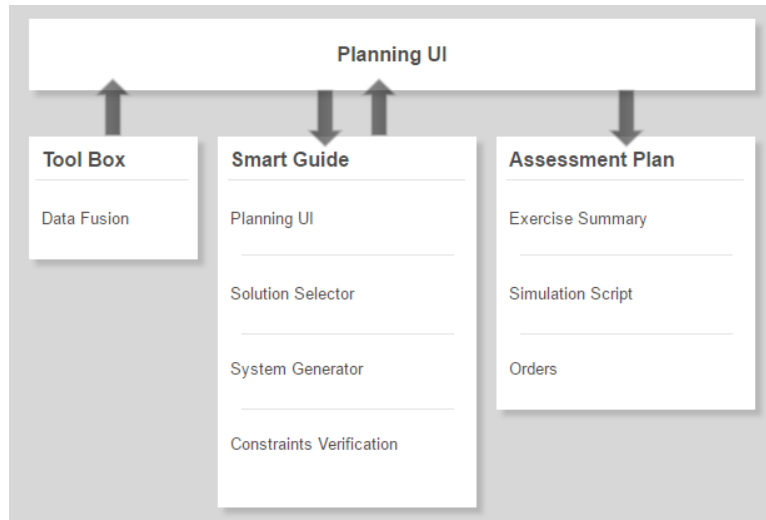 Planning UI
Tool Box
Data Fusion
Smart Guide
Planning UI
Solution Selector
System Generator
Constraints Verification
Assessment Plan
Exercise Summary
Simulation Script
Orders